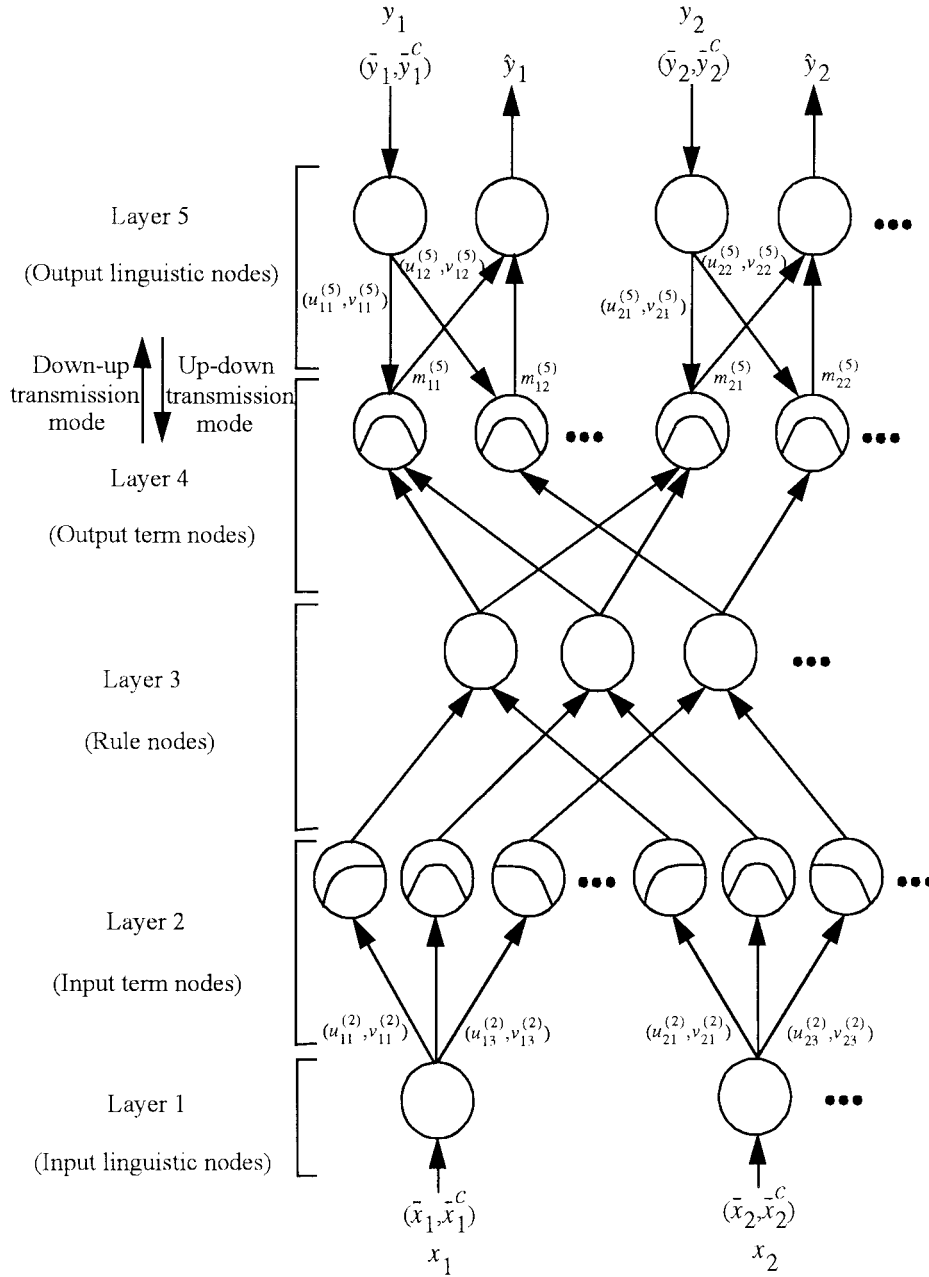 y₁ y₂
(ȳ₁,ȳ₁ᶜ) ŷ₁ (ȳ₂,ȳ₂ᶜ) ŷ₂
Layer 5
(Output linguistic nodes)
(u₁₂⁽⁵⁾,v₁₂⁽⁵⁾) (u₂₂⁽⁵⁾,v₂₂⁽⁵⁾)
(u₁₁⁽⁵⁾,v₁₁⁽⁵⁾) (u₂₁⁽⁵⁾,v₂₁⁽⁵⁾)
Down-up
transmission
mode
Up-down
transmission
mode
m₁₁⁽⁵⁾ m₁₂⁽⁵⁾ m₂₁⁽⁵⁾ m₂₂⁽⁵⁾
Layer 4
(Output term nodes)
Layer 3
(Rule nodes)
Layer 2
(Input term nodes)
(u₁₁⁽²⁾,v₁₁⁽²⁾) (u₁₃⁽²⁾,v₁₃⁽²⁾) (u₂₁⁽²⁾,v₂₁⁽²⁾) (u₂₃⁽²⁾,v₂₃⁽²⁾)
Layer 1
(Input linguistic nodes)
(x̄₁,x̄₁ᶜ) (x̄₂,x̄₂ᶜ)
x₁ x₂